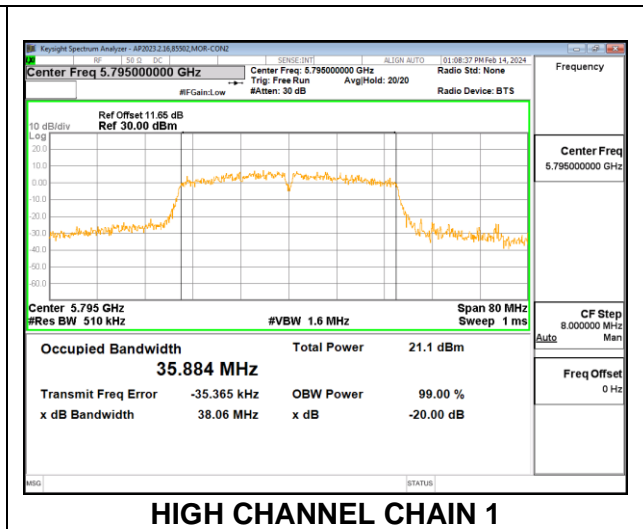 Keysight Spectrum Analyzer - AP2023.2.16,85502,MOR-CON2
RF 50 Ω DC SENSE:INT ALIGN AUTO 01:08:37 PM Feb 14, 2024
Center Freq 5.795000000 GHz
Center Freq: 5.795000000 GHz
Radio Std: None
Trig: Free Run Avg|Hold: 20/20
#IFGain:Low #Atten: 30 dB Radio Device: BTS
Frequency
Ref Offset 11.65 dB
10 dB/div Ref 30.00 dBm
Log
20.0
10.0
0.00
-10.0
-20.0
-30.0
-40.0
-50.0
-60.0
Center Freq
5.795000000 GHz
Center 5.795 GHz Span 80 MHz
#Res BW 510 kHz #VBW 1.6 MHz Sweep 1 ms
CF Step
8.000000 MHz
Auto Man
Occupied Bandwidth Total Power 21.1 dBm
35.884 MHz
Freq Offset
0 Hz
Transmit Freq Error -35.365 kHz OBW Power 99.00 %
x dB Bandwidth 38.06 MHz x dB -20.00 dB
MSG STATUS
HIGH CHANNEL CHAIN 1